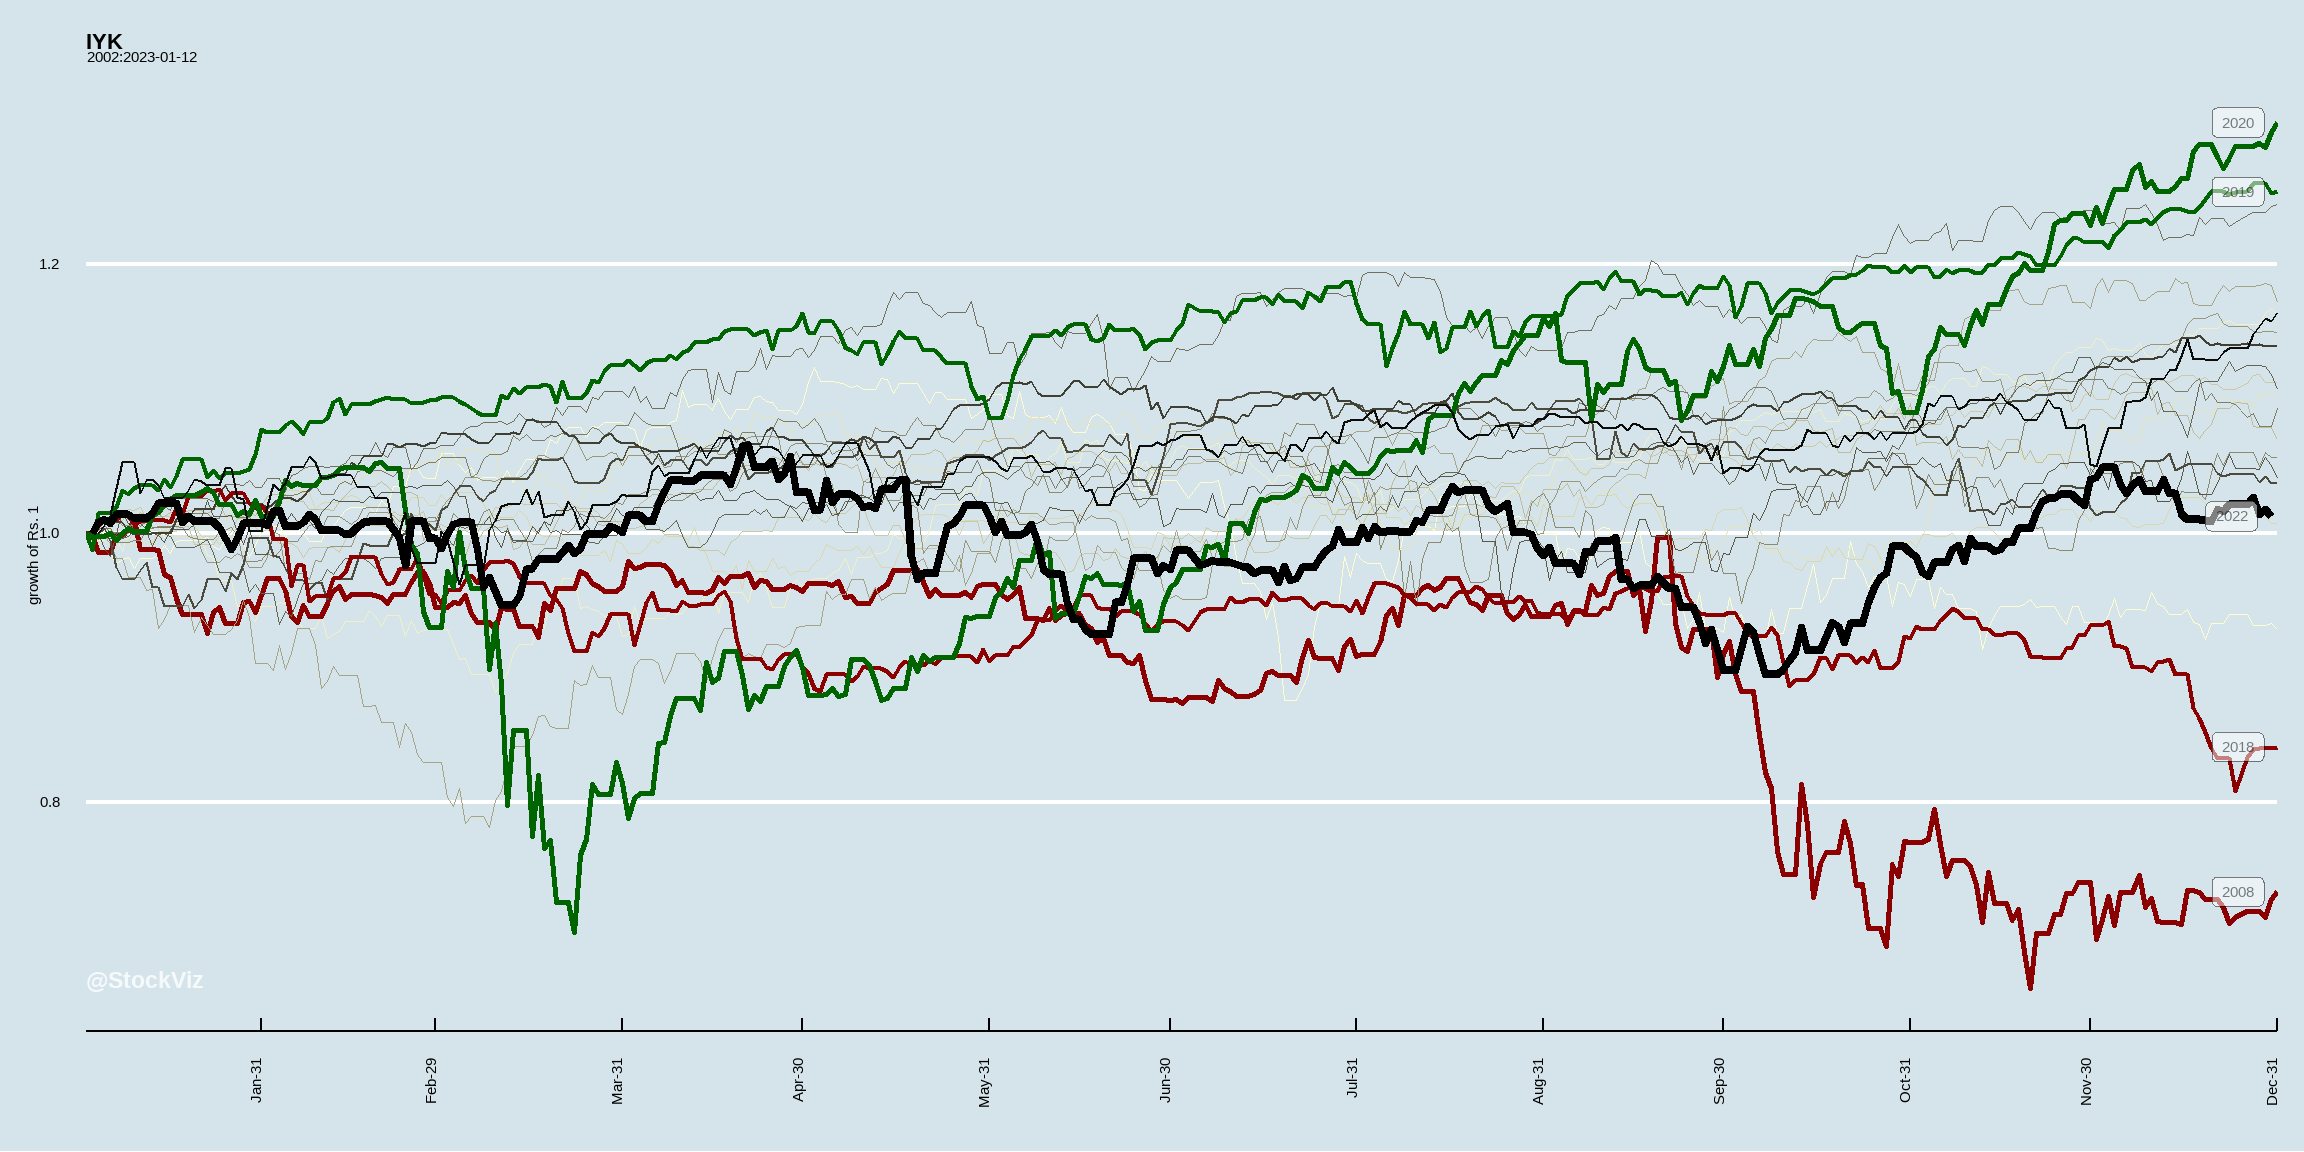 IYK
2002:2023-01-12
2020
2019
1.2
growth of Rs. 1
1.0
2022
2018
0.8
2008
@StockViz
Jan-31
Feb-29
Mar-31
Apr-30
May-31
Jun-30
Jul-31
Aug-31
Sep-30
Oct-31
Nov-30
Dec-31